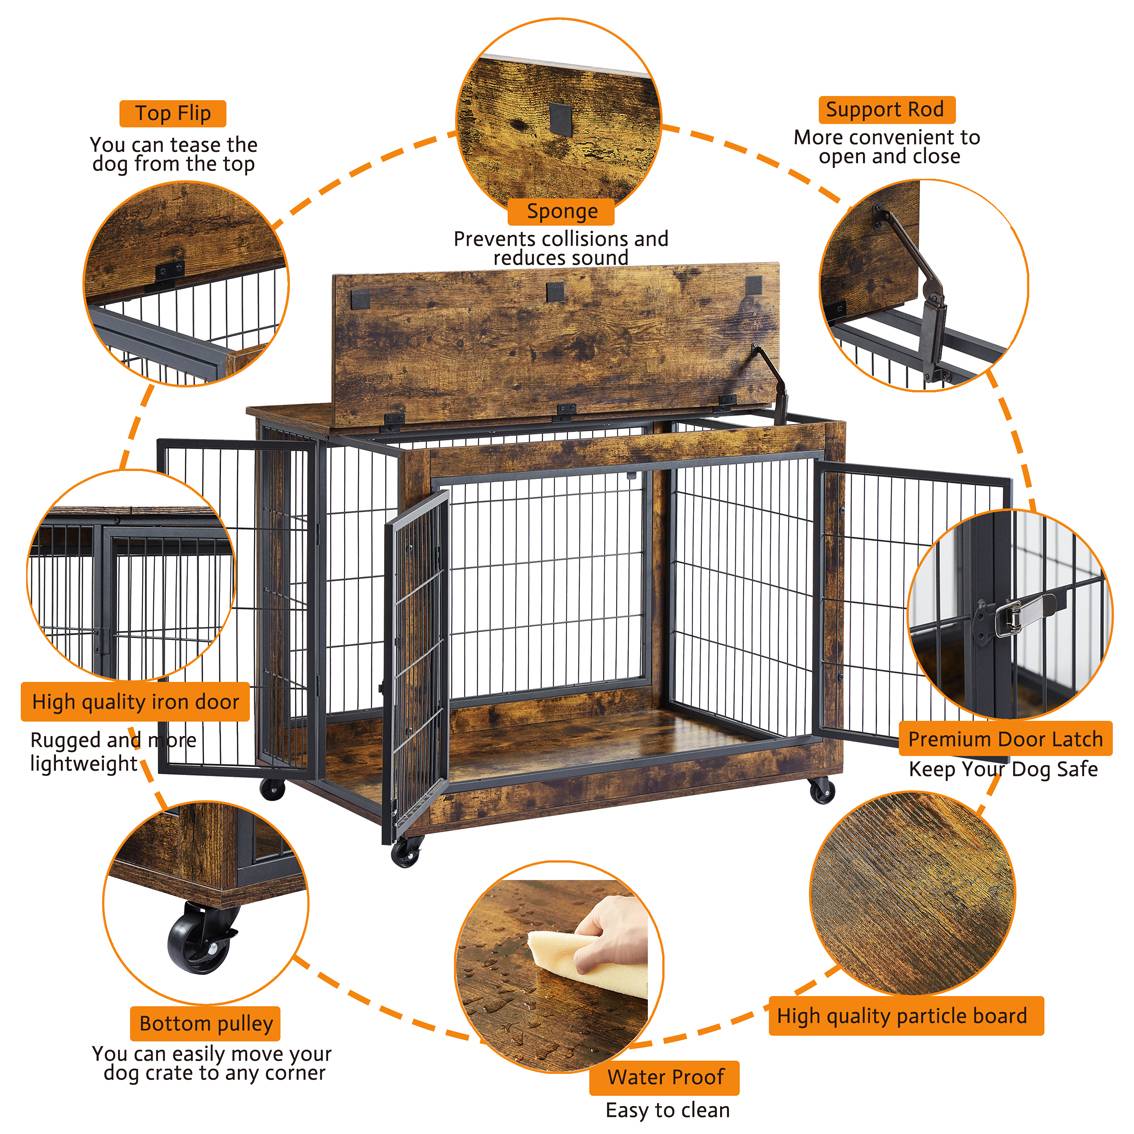 Top Flip
You can tease the
dog from the top
Sponge
Prevents collisions and
reduces sound
Support Rod
More convenient to
open and close
High quality iron door
Rugged and more
lightweight
Premium Door Latch
Keep Your Dog Safe
Bottom pulley
You can easily move your
dog crate to any corner
Water Proof
Easy to clean
High quality particle board